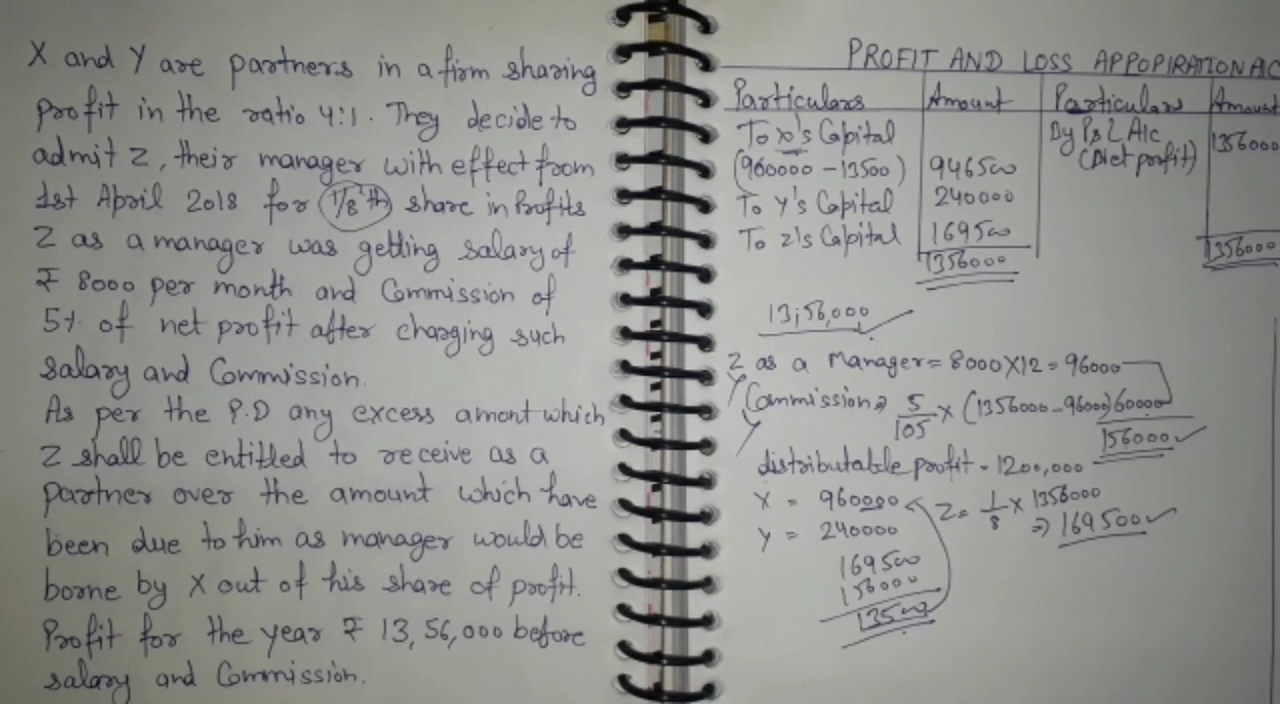 X and Y are partners in a firm sharing
profit in the ratio 4:1. They decide to
admit Z, their manager with effect from
1st April 2018 for (1/8th) share in Profits
Z as a manager was getting salary of
₹ 8000 per month and Commission of
5% of net profit after charging such
salary and Commission.
As per the P.D any excess amont which
Z shall be entitled to receive as a
partner over the amount which have
been due to him as manager would be
borne by X out of his share of profit.
Profit for the year ₹ 13,56,000 before
salary and Commission.
PROFIT AND LOSS APPOPIRATION A/C
Particulars Amount Particulars Amount
To x's Capital By P&L A/c 1356000
(960000 - 13500) 946500 (Net profit)
To Y's Capital 240000
To z's Capital 169500
1356000 1356000
13,56,000
Z as a Manager = 8000 X 12 = 96000
Commission ⇒ 5/105 × (1356000 - 96000) 60000
156000
distributable profit - 1200,000
X = 960000
Z = 1/8 × 1356000
Y = 240000
⇒ 169500
169500
156000
13500